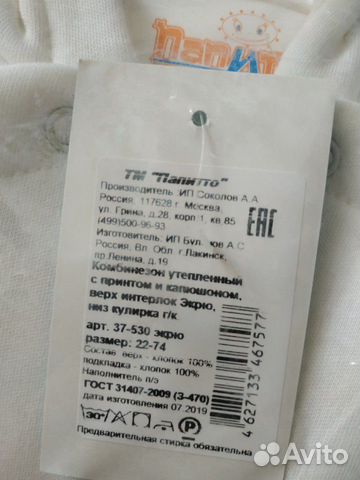 Папитто
ТМ "Папитто"
Производитель :ИП Соколов А.А
Россия, 117628 г. Москва,
ул. Грина, д.28, корп.1, кв 85
(499)500-96-93
Изготовитель: ИП А.С
Россия, Вл. Обл г.Лакинск,
пр.Ленина, д.19
EAC
Комбинезон утепленный
с принтом и капюшоном,
верх интерлок Экрю,
низ кулирка г/к
арт. 37-530 экрю
размер: 22-74
Состав: верх - хлопок 100%
подкладка - хлопок 100%
Наполнитель п/э
ГОСТ 31407-2009 (З-470)
дата изготовления 07.2019
30° P
Предварительная стирка обязательна
4 627133 467577
Avito